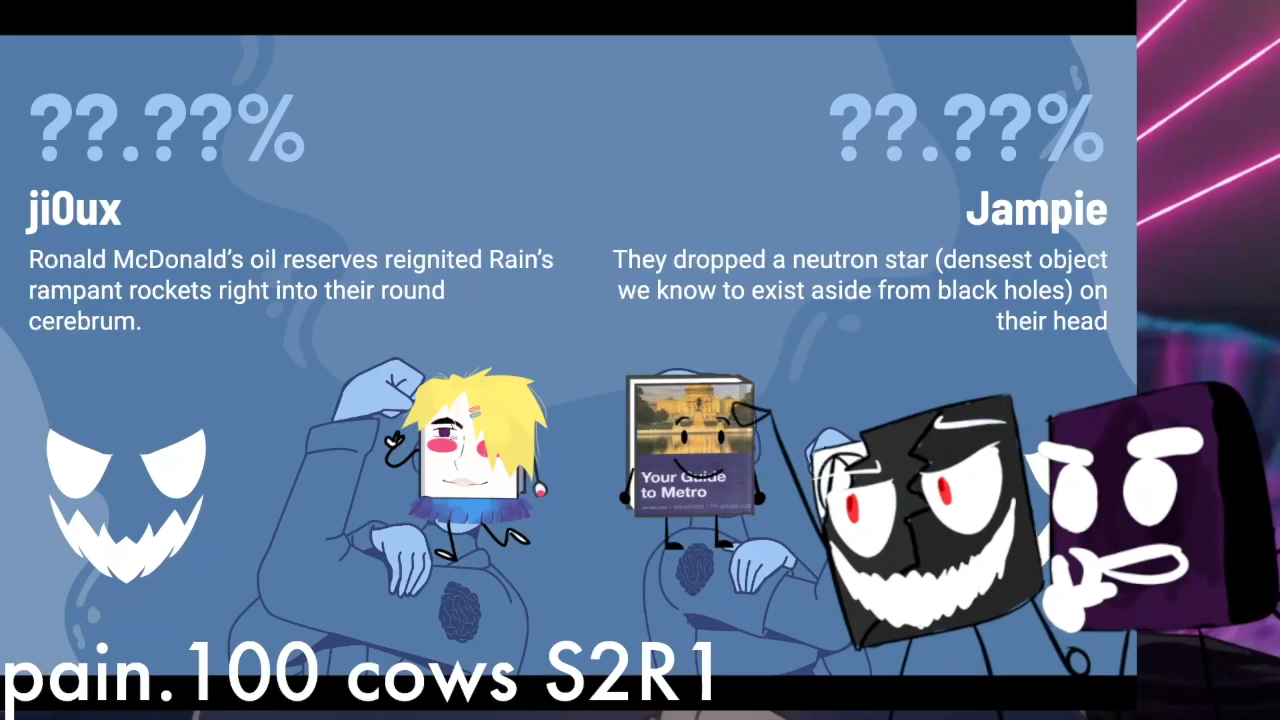 ??.??%
ji0ux
Ronald McDonald’s oil reserves reignited Rain’s
rampant rockets right into their round
cerebrum.
??.??%
Jampie
They dropped a neutron star (densest object
we know to exist aside from black holes) on
their head
Your Guide
to Metro
pain.100 cows S2R1